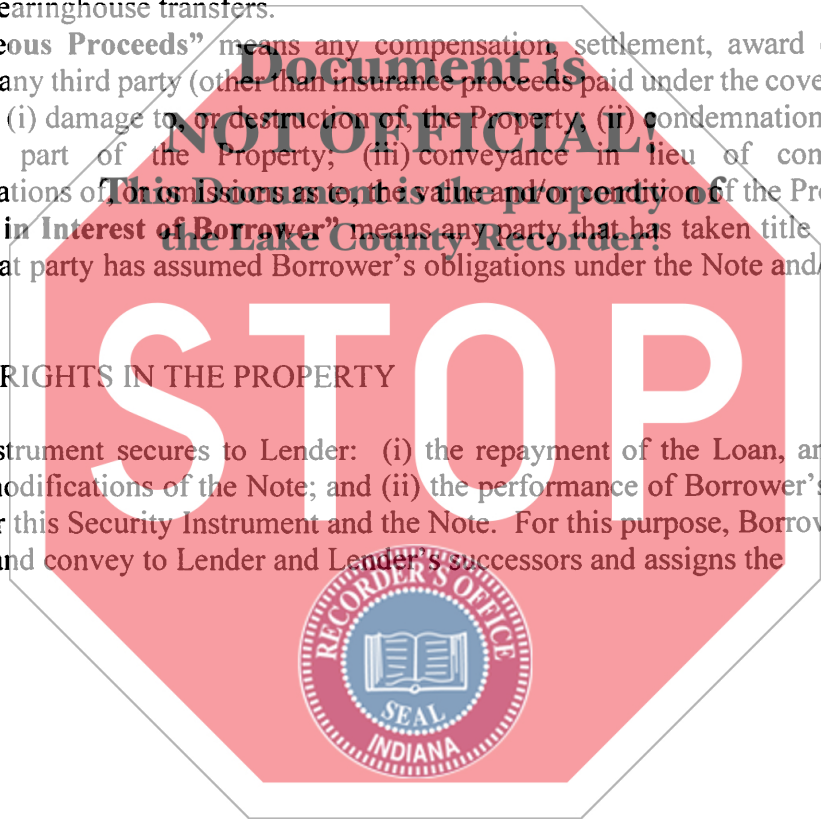 earinghouse transfers.
eous Proceeds” means any compensation, settlement, award
any third party (other than insurance proceeds paid under the cove
(i) damage to, or destruction of, the Property; (ii) condemnation
part of the Property; (iii) conveyance in lieu of con
ations of, or omissions as to, the value and/or condition of the Pr
in Interest of Borrower” means any party that has taken title
at party has assumed Borrower’s obligations under the Note and/
Document is
NOT OFFICIAL!
This Document is the property of
the Lake County Recorder!
STOP
RIGHTS IN THE PROPERTY
strument secures to Lender: (i) the repayment of the Loan, an
nodifications of the Note; and (ii) the performance of Borrower’s
r this Security Instrument and the Note. For this purpose, Borrow
and convey to Lender and Lender’s successors and assigns the
RECORDER’S OFFICE
SEAL
INDIANA